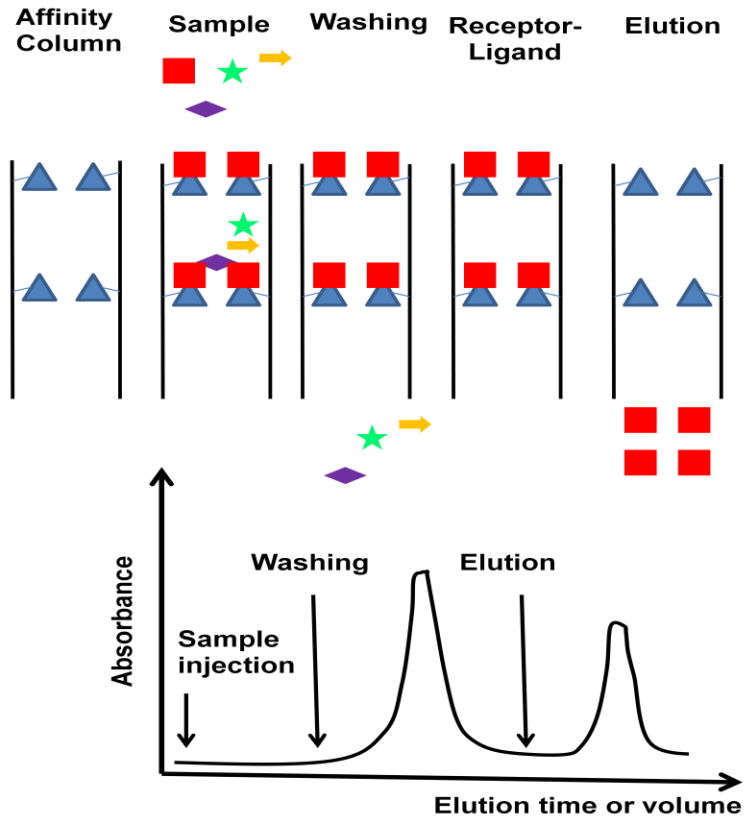 Affinity
Column
Sample
Washing
Receptor-
Ligand
Elution
Washing
Elution
Sample
injection
Absorbance
Elution time or volume